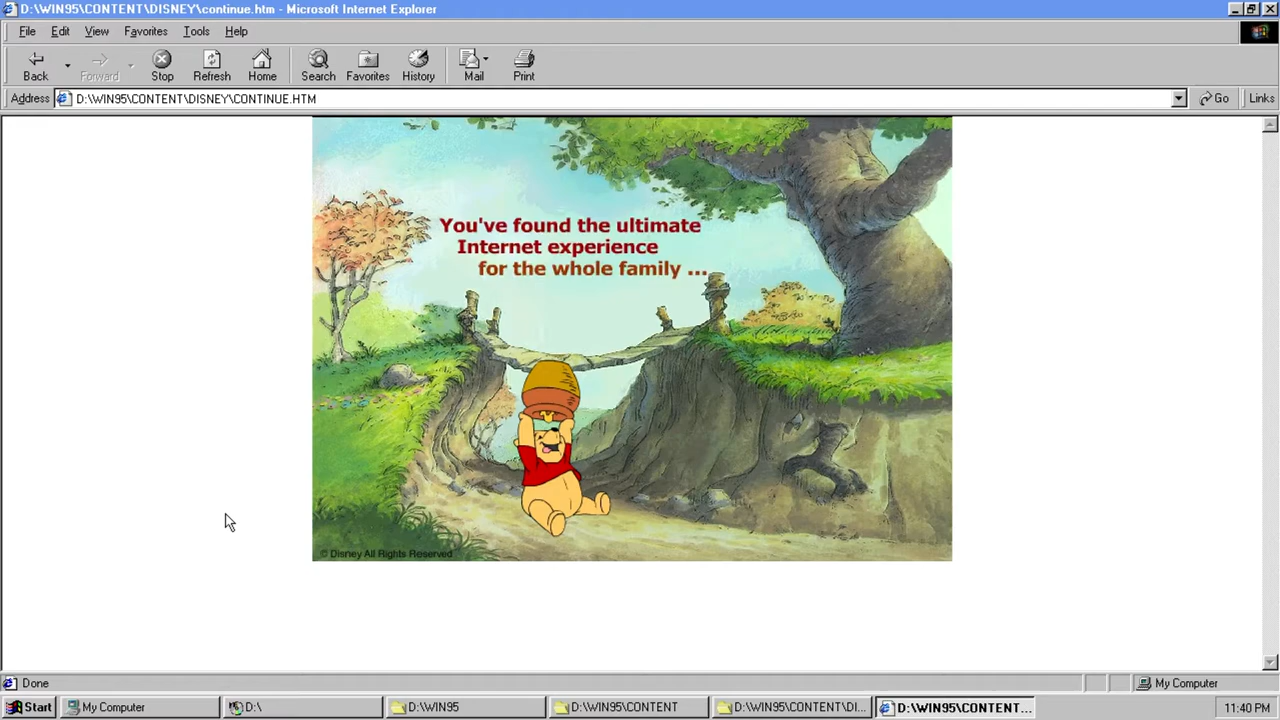 D:\WIN95\CONTENT\DISNEY\continue.htm - Microsoft Internet Explorer
File Edit View Favorites Tools Help
Back Forward Stop Refresh Home Search Favorites History Mail Print
Address D:\WIN95\CONTENT\DISNEY\CONTINUE.HTM Go Links
You've found the ultimate
Internet experience
for the whole family ...
© Disney All Rights Reserved
Done My Computer
Start My Computer D:\ D:\WIN95 D:\WIN95\CONTENT D:\WIN95\CONTENT\DI... D:\WIN95\CONTENT... 11:40 PM